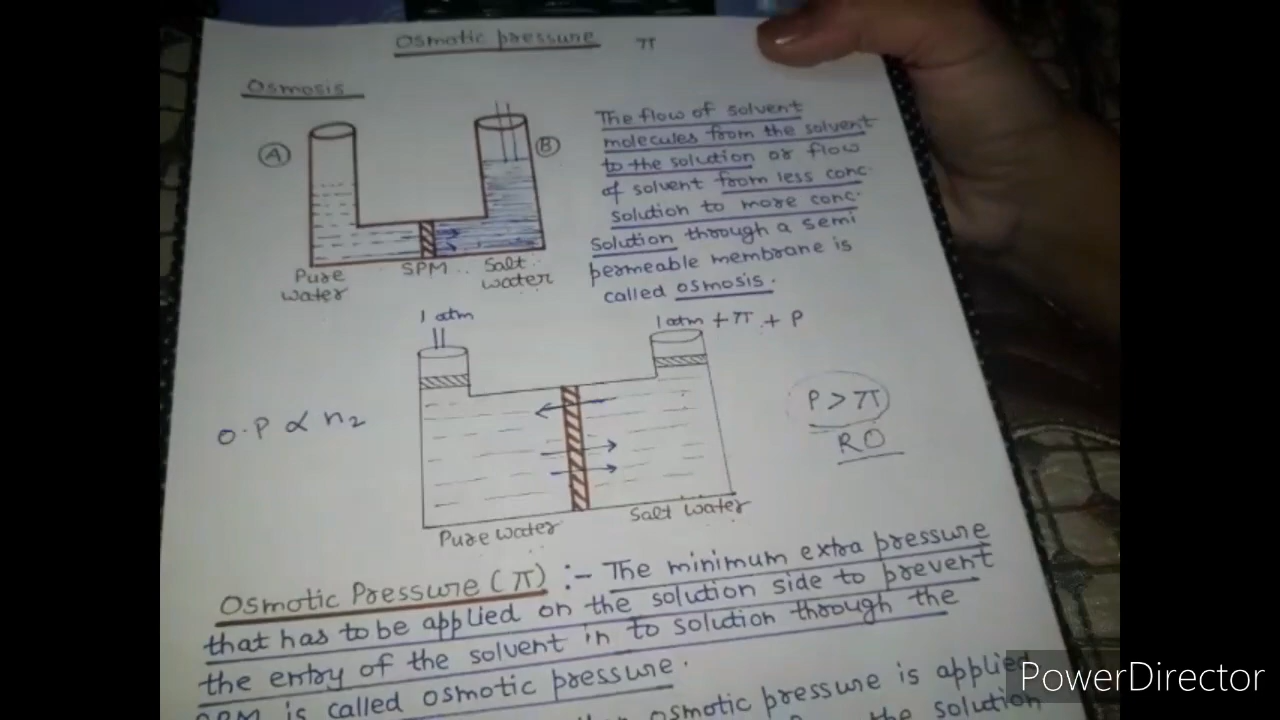 Osmotic pressure π
Osmosis
A
B
Pure
water
SPM
Salt
water
The flow of solvent
molecules from the solvent
to the solution or flow
of solvent from less conc.
solution to more conc.
solution through a semi
permeable membrane is
called osmosis.
1 atm
1 atm + π + P
O.P ∝ n₂
P > π
RO
Pure water
Salt water
Osmotic Pressure (π) :- The minimum extra pressure
that has to be applied on the solution side to prevent
the entry of the solvent in to solution through the
SPM is called osmotic pressure.
osmotic pressure is applied
the solution
PowerDirector